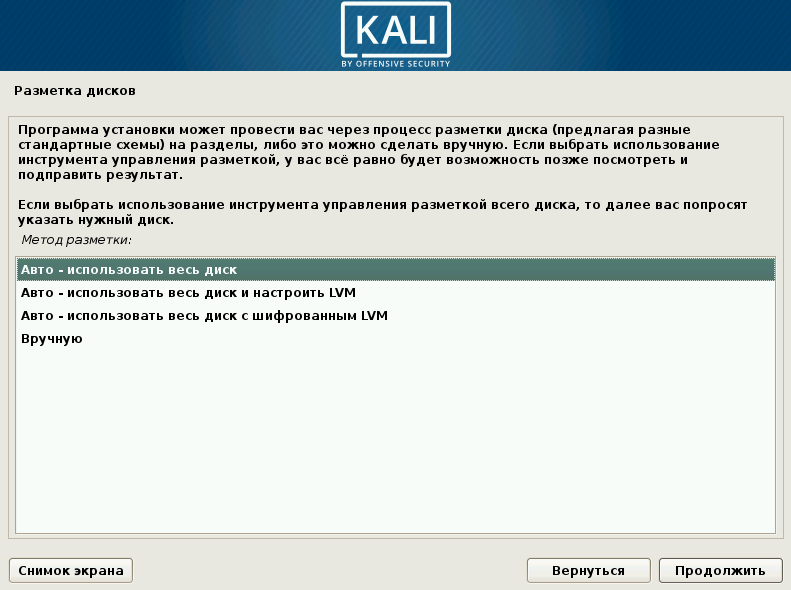 KALI
BY OFFENSIVE SECURITY
Разметка дисков
Программа установки может провести вас через процесс разметки диска (предлагая разные
стандартные схемы) на разделы, либо это можно сделать вручную. Если выбрать использование
инструмента управления разметкой, у вас всё равно будет возможность позже посмотреть и
подправить результат.
Если выбрать использование инструмента управления разметкой всего диска, то далее вас попросят
указать нужный диск.
Метод разметки:
Авто - использовать весь диск
Авто - использовать весь диск и настроить LVM
Авто - использовать весь диск с шифрованным LVM
Вручную
Снимок экрана
Вернуться
Продолжить